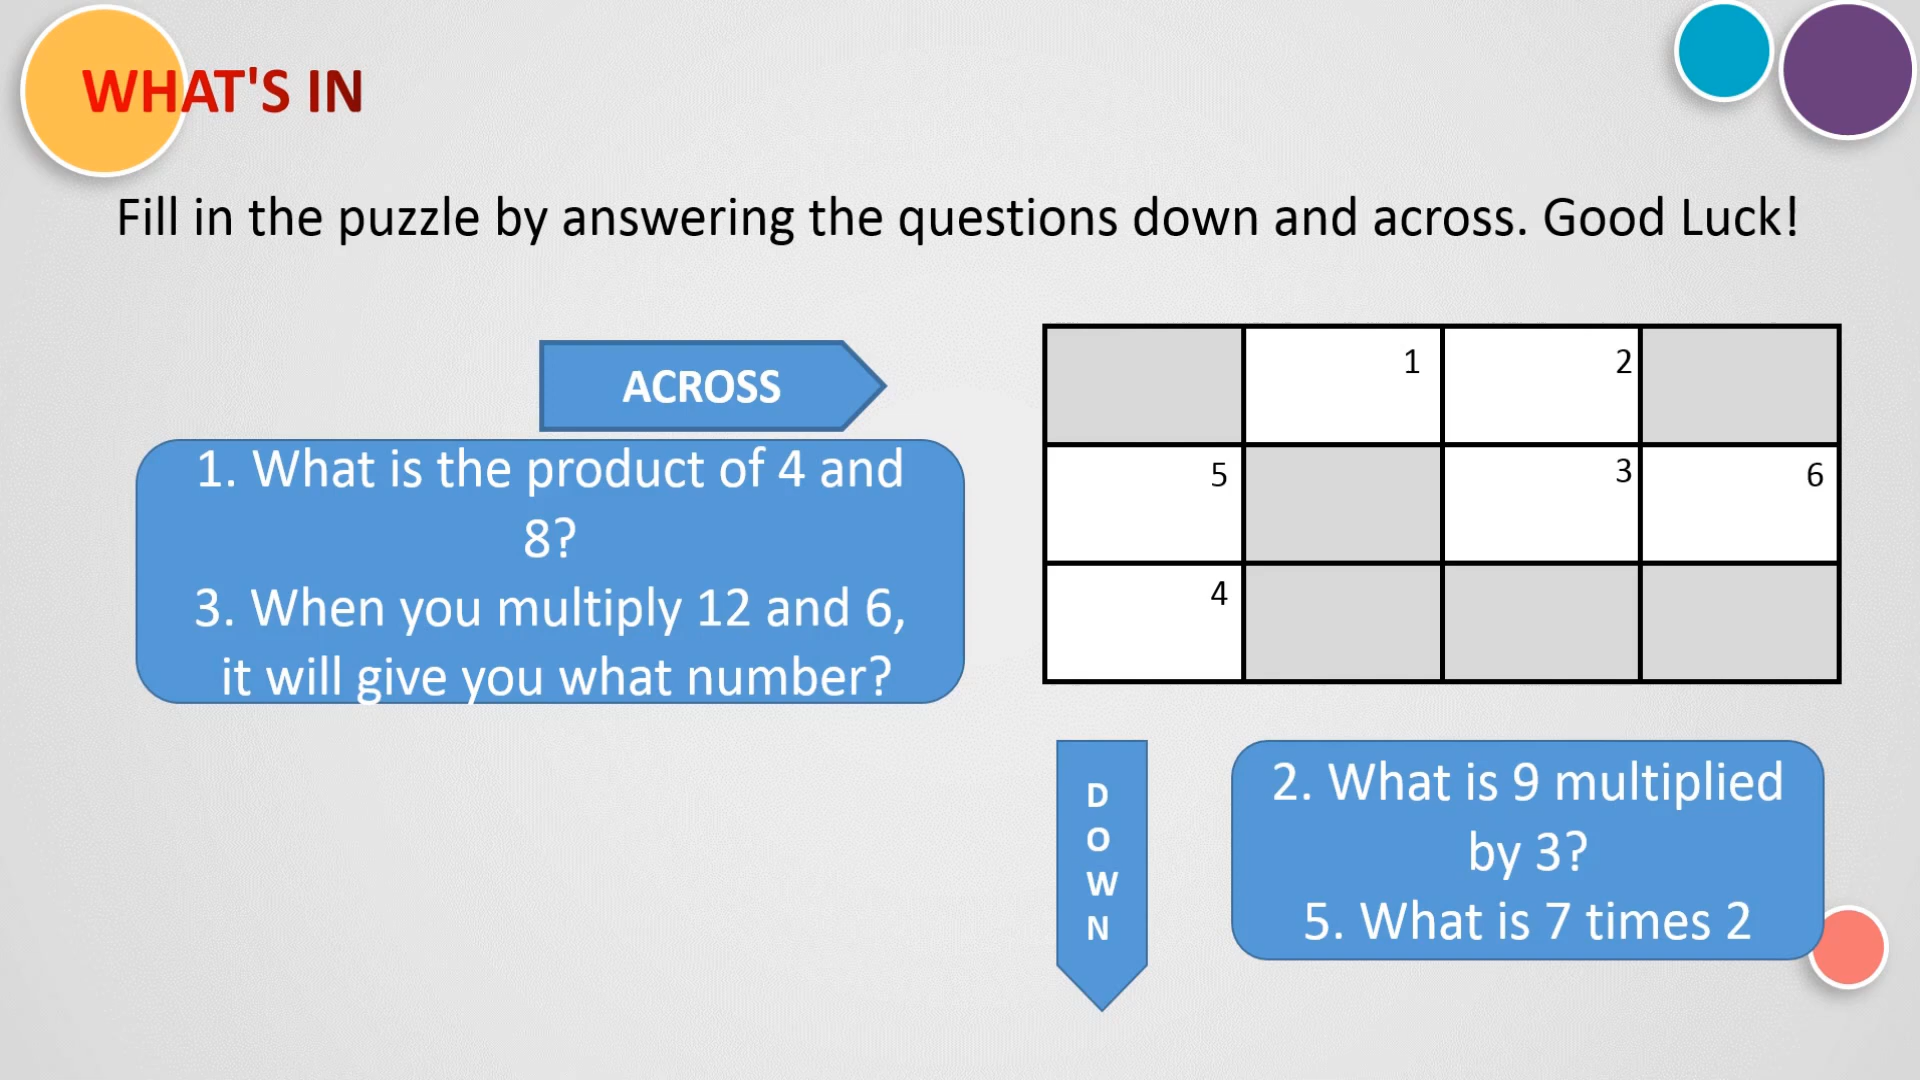 WHAT'S IN
Fill in the puzzle by answering the questions down and across. Good Luck!
ACROSS
1. What is the product of 4 and
8?
3. When you multiply 12 and 6,
it will give you what number?
1
2
5
3
6
4
D
O
W
N
2. What is 9 multiplied
by 3?
5. What is 7 times 2